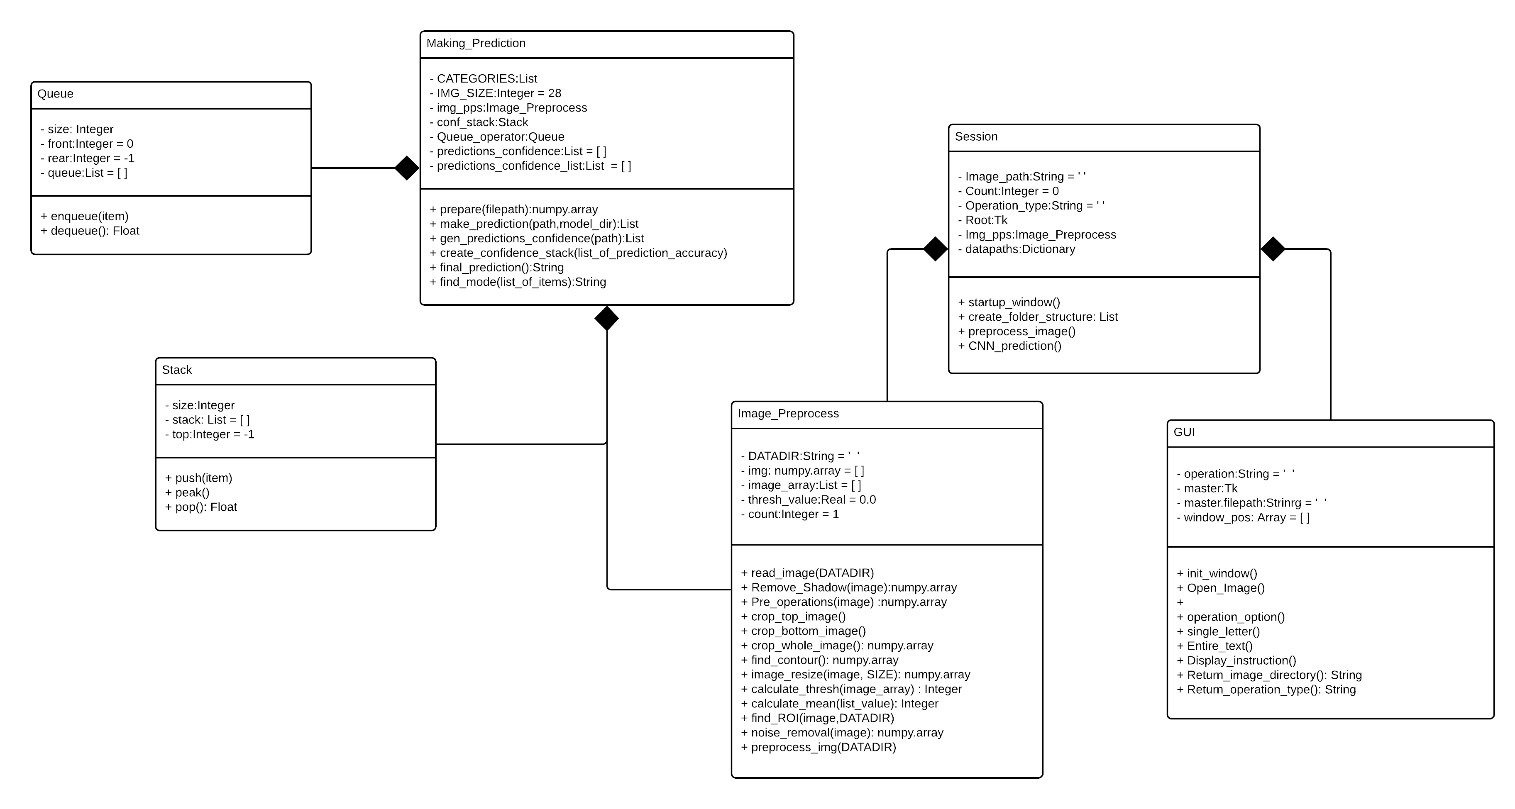 Making_Prediction
- CATEGORIES:List
- IMG_SIZE:Integer = 28
- img_pps:Image_Preprocess
- conf_stack:Stack
- Queue_operator:Queue
- predictions_confidence:List = [ ]
- predictions_confidence_list:List  = [ ]
+ prepare(filepath):numpy.array
+ make_prediction(path,model_dir):List
+ gen_predictions_confidence(path):List
+ create_confidence_stack(list_of_prediction_accuracy)
+ final_prediction():String
+ find_mode(list_of_items):String
Queue
- size: Integer
- front:Integer = 0
- rear:Integer = -1
- queue:List = [ ]
+ enqueue(item)
+ dequeue(): Float
Session
- Image_path:String = ' '
- Count:Integer = 0
- Operation_type:String = ' '
- Root:Tk
- Img_pps:Image_Preprocess
- datapaths:Dictionary
+ startup_window()
+ create_folder_structure: List
+ preprocess_image()
+ CNN_prediction()
Stack
- size:Integer
- stack: List = [ ]
- top:Integer = -1
+ push(item)
+ peak()
+ pop(): Float
Image_Preprocess
- DATADIR:String = '  '
- img: numpy.array = [ ]
- image_array:List = [ ]
- thresh_value:Real = 0.0
- count:Integer = 1
+ read_image(DATADIR)
+ Remove_Shadow(image):numpy.array
+ Pre_operations(image) :numpy.array
+ crop_top_image()
+ crop_bottom_image()
+ crop_whole_image(): numpy.array
+ find_contour(): numpy.array
+ image_resize(image, SIZE): numpy.array
+ calculate_thresh(image_array) : Integer
+ calculate_mean(list_value): Integer
+ find_ROI(image,DATADIR)
+ noise_removal(image): numpy.array
+ preprocess_img(DATADIR)
GUI
- operation:String = '  '
- master:Tk
- master.filepath:Strinrg = '  '
- window_pos: Array = [ ]
+ init_window()
+ Open_Image()
+
+ operation_option()
+ single_letter()
+ Entire_text()
+ Display_instruction()
+ Return_image_directory(): String
+ Return_operation_type(): String